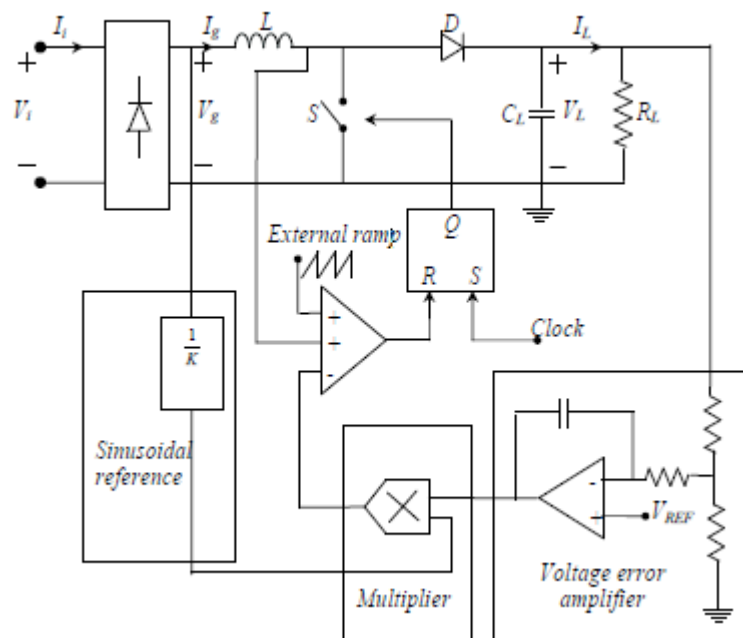 I_i I_g L D I_L
+ + +
V_i V_g S C_L V_L R_L
− − −
External ramp
Q
R S
+
+
-
Clock
1/K
Sinusoidal
reference
Multiplier
-
+
V_REF
Voltage error
amplifier